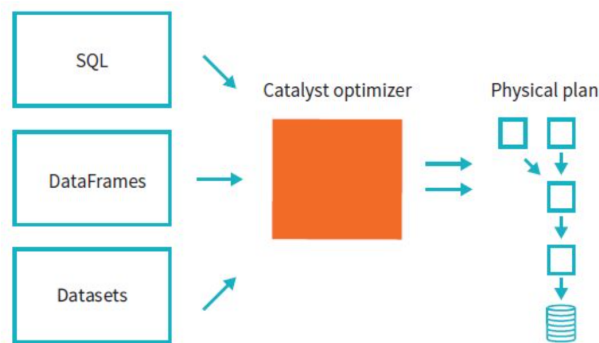 SQL
Catalyst optimizer
Physical plan
DataFrames
Datasets